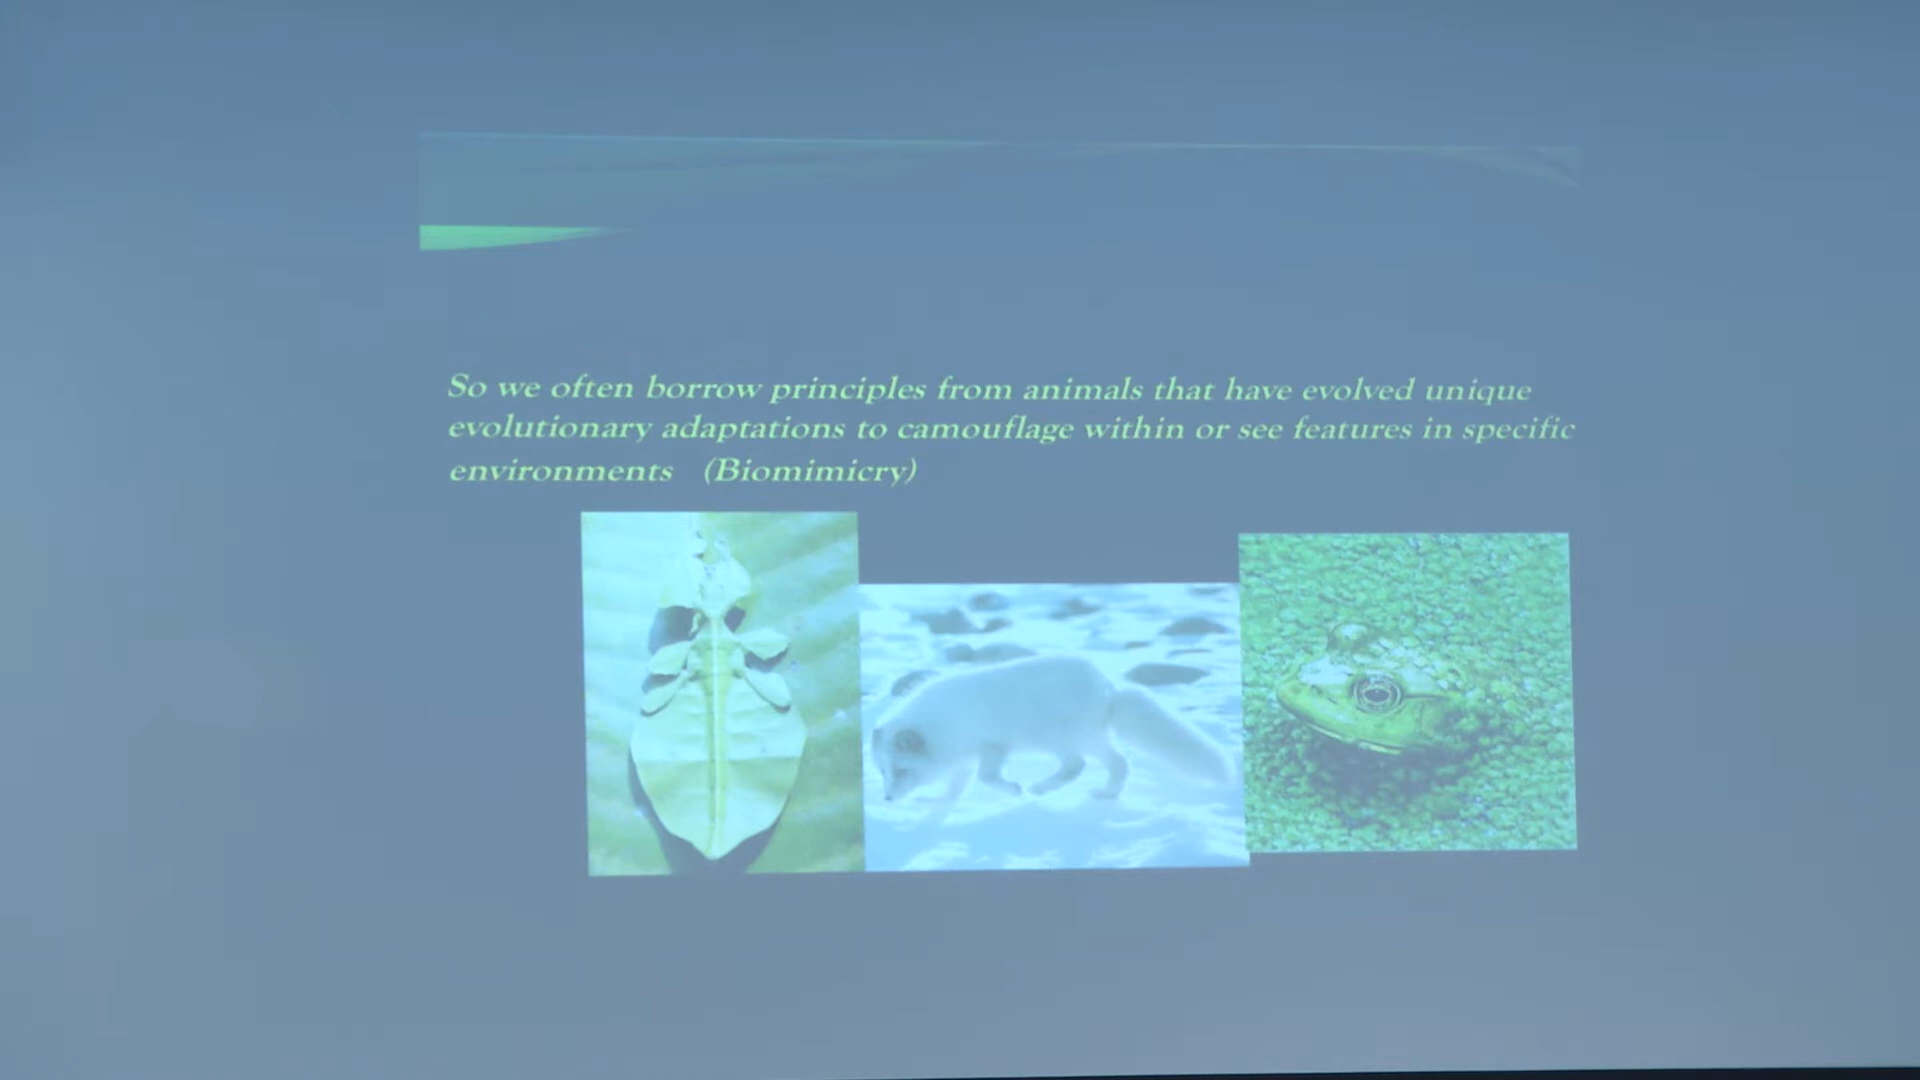 So we often borrow principles from animals that have evolved unique
evolutionary adaptations to camouflage within or see features in specific
environments (Biomimicry)